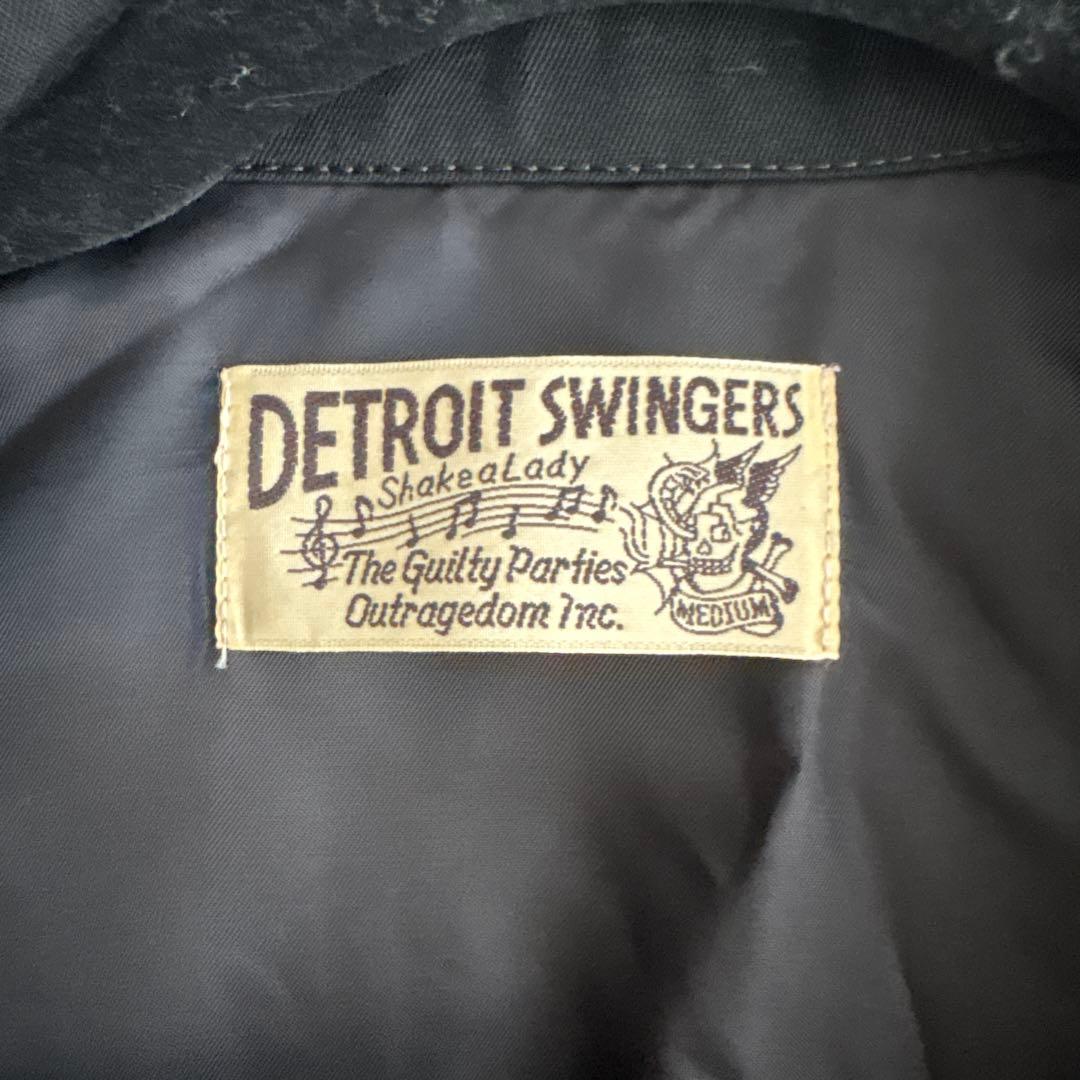 DETROIT SWINGERS
Shake a Lady
The Guilty Parties
Outragedom Inc.
MEDIUM